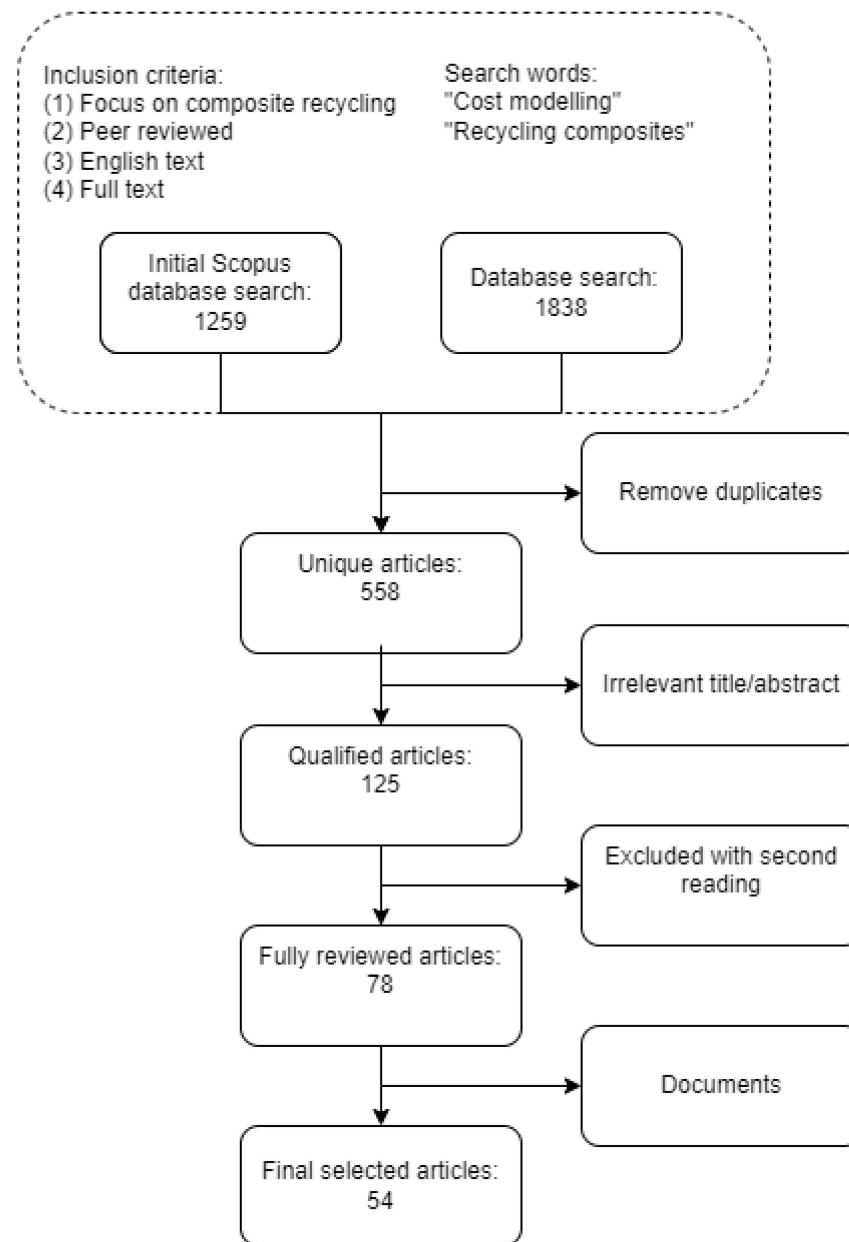 Inclusion criteria:
(1) Focus on composite recycling
(2) Peer reviewed
(3) English text
(4) Full text
Search words:
"Cost modelling"
"Recycling composites"
Initial Scopus
database search:
1259
Database search:
1838
Remove duplicates
Unique articles:
558
Irrelevant title/abstract
Qualified articles:
125
Excluded with second
reading
Fully reviewed articles:
78
Documents
Final selected articles:
54